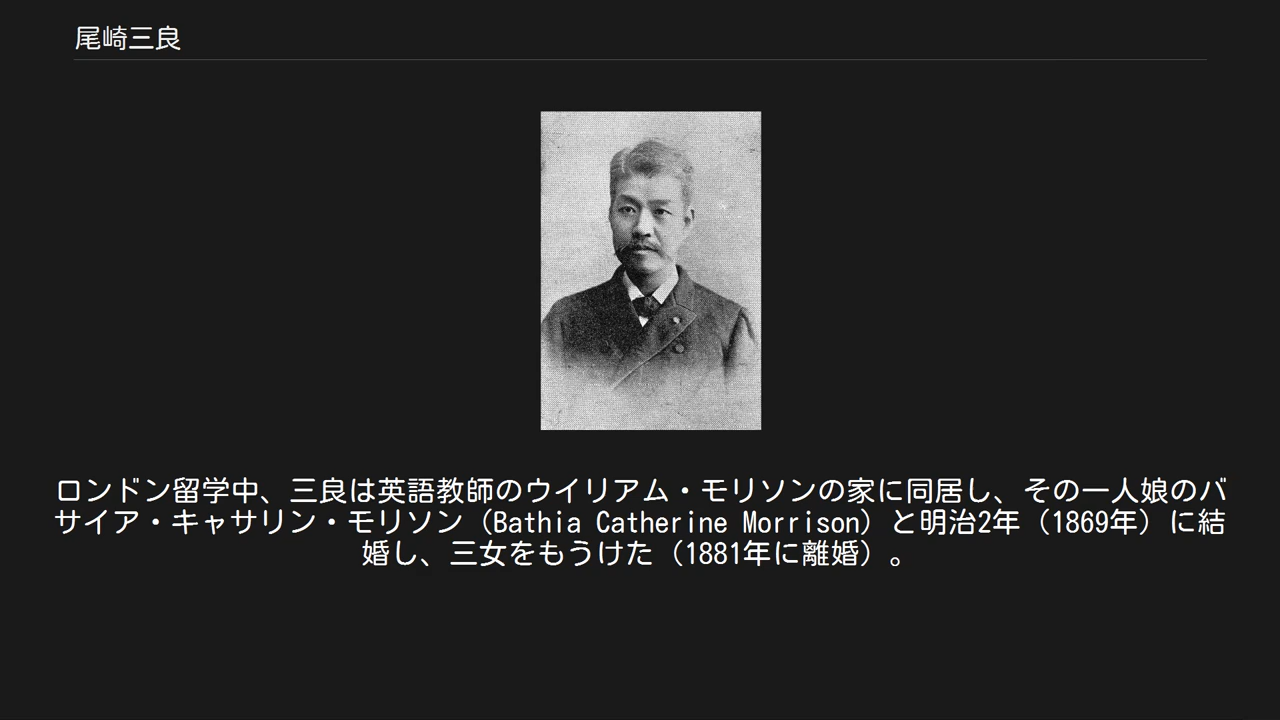 尾崎三良
ロンドン留学中、三良は英語教師のウイリアム・モリソンの家に同居し、その一人娘のバ
サイア・キャサリン・モリソン（Bathia Catherine Morrison）と明治2年（1869年）に結
婚し、三女をもうけた（1881年に離婚）。